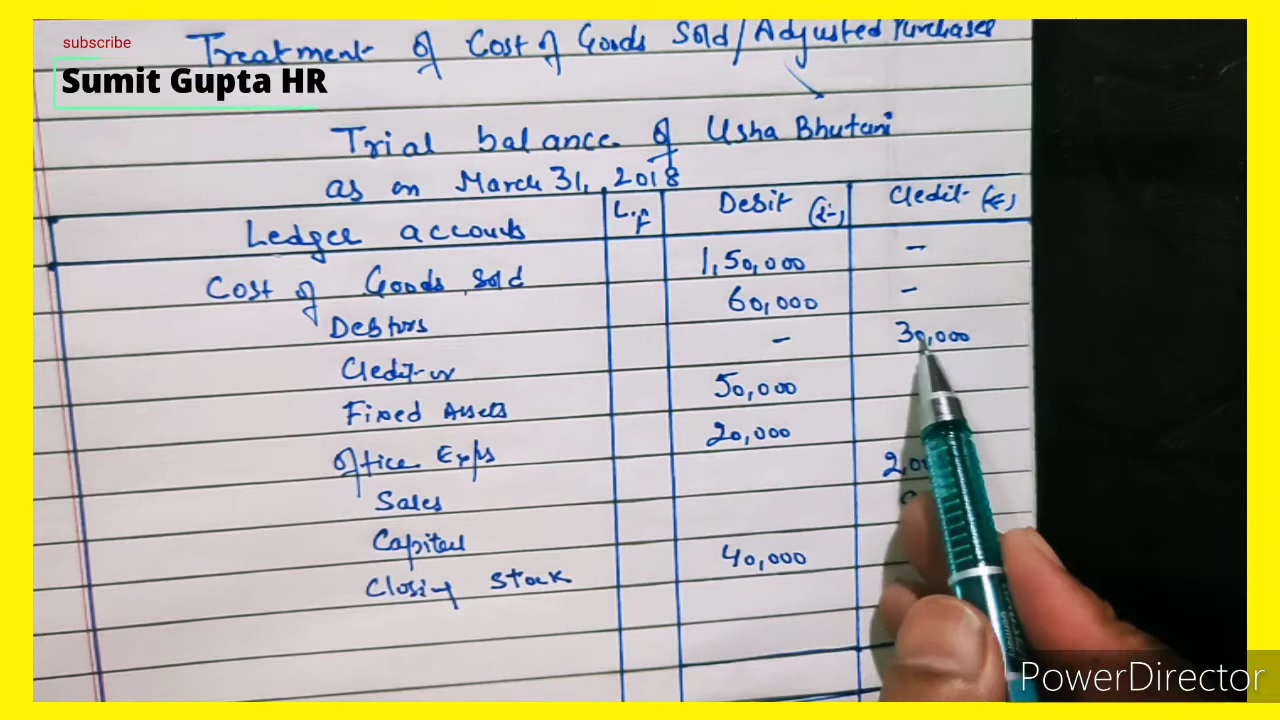 subscribe
Sumit Gupta HR
Treatment of Cost of Goods Sold/Adjusted Purchases
Trial balance of Usha Bhutani
as on March 31, 2018
Ledger accounts L.f Debit (₹) Credit (₹)
Cost of Goods Sold 1,50,000 -
Debtors 60,000 -
Creditor - 30,000
Fixed Assets 50,000
Office Exps 20,000
Sales
Capital
Closing Stock 40,000
PowerDirector